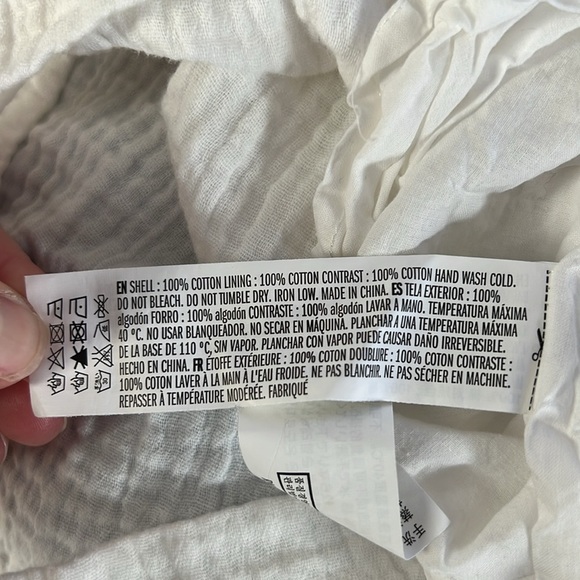 EN SHELL : 100% COTTON LINING : 100% COTTON CONTRAST : 100% COTTON HAND WASH COLD.
DO NOT BLEACH. DO NOT TUMBLE DRY. IRON LOW. MADE IN CHINA. ES TELA EXTERIOR : 100%
algodón FORRO : 100% algodón CONTRASTE : 100% algodón LAVAR A MANO. TEMPERATURA MÁXIMA
40 °C. NO USAR BLANQUEADOR. NO SECAR EN MÁQUINA. PLANCHAR A UNA TEMPERATURA MÁXIMA
DE LA BASE DE 110 °C, SIN VAPOR. PLANCHAR CON VAPOR PUEDE CAUSAR DAÑO IRREVERSIBLE.
HECHO EN CHINA. FR ÉTOFFE EXTÉRIEURE : 100% COTON DOUBLURE : 100% COTON CONTRASTE :
100% COTON LAVER À LA MAIN À L'EAU FROIDE. NE PAS BLANCHIR. NE PAS SÉCHER EN MACHINE.
REPASSER À TEMPÉRATURE MODÉRÉE. FABRIQUÉ
手洗